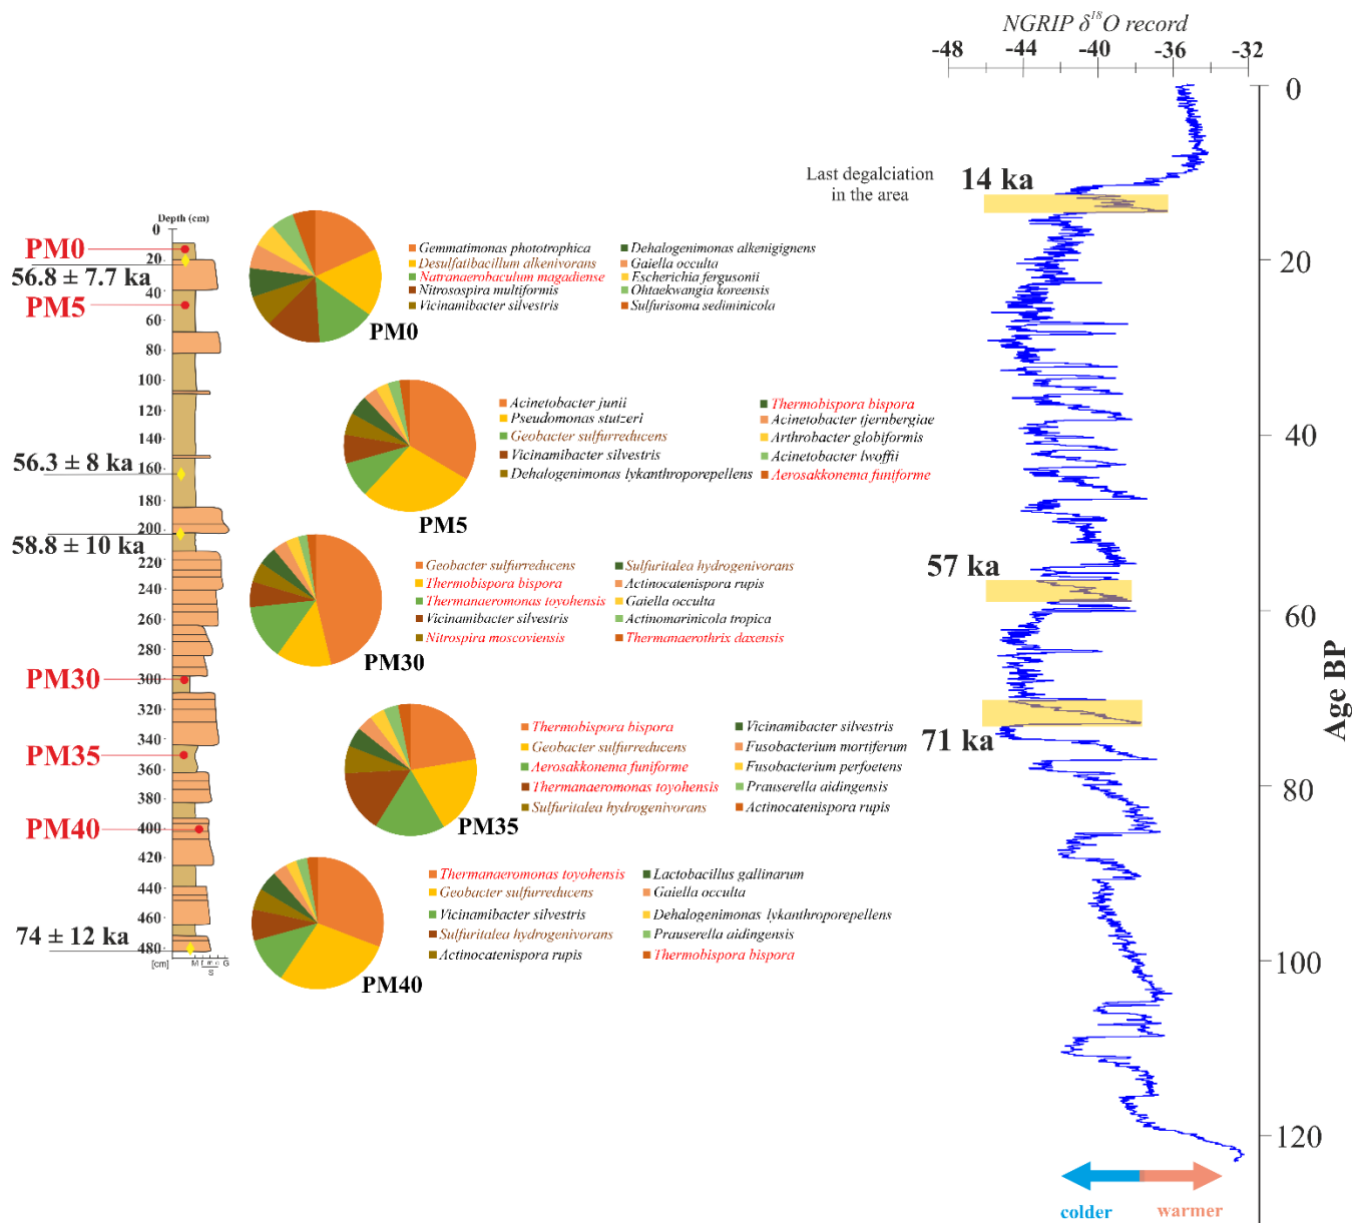 NGRIP δ18O record
-48 -44 -40 -36 -32
0
20
40
60
80
100
120
Age BP
Last degalciation
in the area
14 ka
57 ka
71 ka
colder warmer
Depth (cm)
0
20
40
60
80
100
120
140
160
180
200
220
240
260
280
300
320
340
360
380
400
420
440
460
480
[cm]
PM0
56.8 ± 7.7 ka
PM5
56.3 ± 8 ka
58.8 ± 10 ka
PM30
PM35
PM40
74 ± 12 ka
Gemmatimonas phototrophica
Desulfatibacillum alkenivorans
Natranaerobaculum magadiense
Nitrosospira multiformis
Vicinamibacter silvestris
Dehalogenimonas alkenigignens
Gaiella occulta
Escherichia fergusonii
Ohtaekwangia koreensis
Sulfurisoma sediminicola
PM0
Acinetobacter junii
Pseudomonas stutzeri
Geobacter sulfurreducens
Vicinamibacter silvestris
Dehalogenimonas lykanthroporepellens
Thermobispora bispora
Acinetobacter tjernbergiae
Arthrobacter globiformis
Acinetobacter lwoffii
Aerosakkonema funiforme
PM5
Geobacter sulfurreducens
Thermobispora bispora
Thermanaeromonas toyohensis
Vicinamibacter silvestris
Nitrospira moscoviensis
Sulfuritalea hydrogenivorans
Actinocatenispora rupis
Gaiella occulta
Actinomarinicola tropica
Thermanaerothrix daxensis
PM30
Thermobispora bispora
Geobacter sulfurreducens
Aerosakkonema funiforme
Thermanaeromonas toyohensis
Sulfuritalea hydrogenivorans
Vicinamibacter silvestris
Fusobacterium mortiferum
Fusobacterium perfoetens
Prauserella aidingensis
Actinocatenispora rupis
PM35
Thermanaeromonas toyohensis
Geobacter sulfurreducens
Vicinamibacter silvestris
Sulfuritalea hydrogenivorans
Actinocatenispora rupis
Lactobacillus gallinarum
Gaiella occulta
Dehalogenimonas lykanthroporepellens
Prauserella aidingensis
Thermobispora bispora
PM40